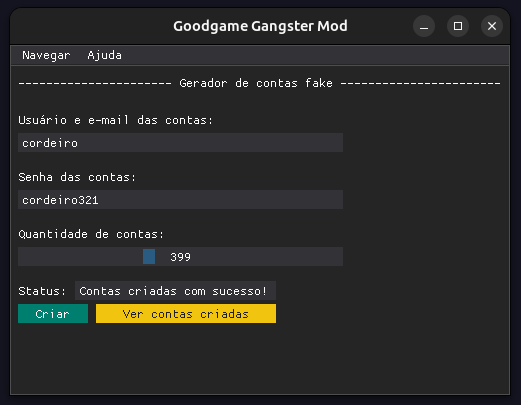 Goodgame Gangster Mod
Navegar Ajuda
---------------------- Gerador de contas fake ------------------------
Usuário e e-mail das contas:
cordeiro
Senha das contas:
cordeiro321
Quantidade de contas:
399
Status: Contas criadas com sucesso!
Criar Ver contas criadas